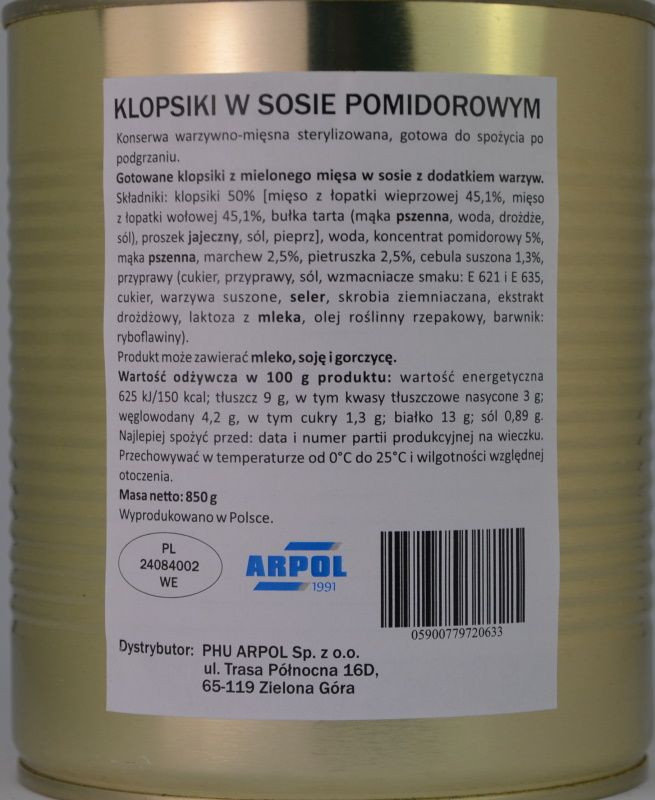 KLOPSIKI W SOSIE POMIDOROWYM
Konserwa warzywno-mięsna sterylizowana, gotowa do spożycia po
podgrzaniu.
Gotowane klopsiki z mielonego mięsa w sosie z dodatkiem warzyw.
Składniki: klopsiki 50% [mięso z łopatki wieprzowej 45,1%, mięso
z łopatki wołowej 45,1%, bułka tarta (mąka pszenna, woda, drożdże,
sól), proszek jajeczny, sól, pieprz], woda, koncentrat pomidorowy 5%,
mąka pszenna, marchew 2,5%, pietruszka 2,5%, cebula suszona 1,3%,
przyprawy (cukier, przyprawy, sól, wzmacniacze smaku: E 621 i E 635,
cukier, warzywa suszone, seler, skrobia ziemniaczana, ekstrakt
drożdżowy, laktoza z mleka, olej roślinny rzepakowy, barwnik:
ryboflawiny).
Produkt może zawierać mleko, soję i gorczycę.
Wartość odżywcza w 100 g produktu: wartość energetyczna
625 kJ/150 kcal; tłuszcz 9 g, w tym kwasy tłuszczowe nasycone 3 g;
węglowodany 4,2 g, w tym cukry 1,3 g; białko 13 g; sól 0,89 g.
Najlepiej spożyć przed: data i numer partii produkcyjnej na wieczku.
Przechowywać w temperaturze od 0°C do 25°C i wilgotności względnej
otoczenia.
Masa netto: 850 g
Wyprodukowano w Polsce.
PL
24084002
WE
ARPOL
1991
05900779720633
Dystrybutor: PHU ARPOL Sp. z o.o.
ul. Trasa Północna 16D,
65-119 Zielona Góra